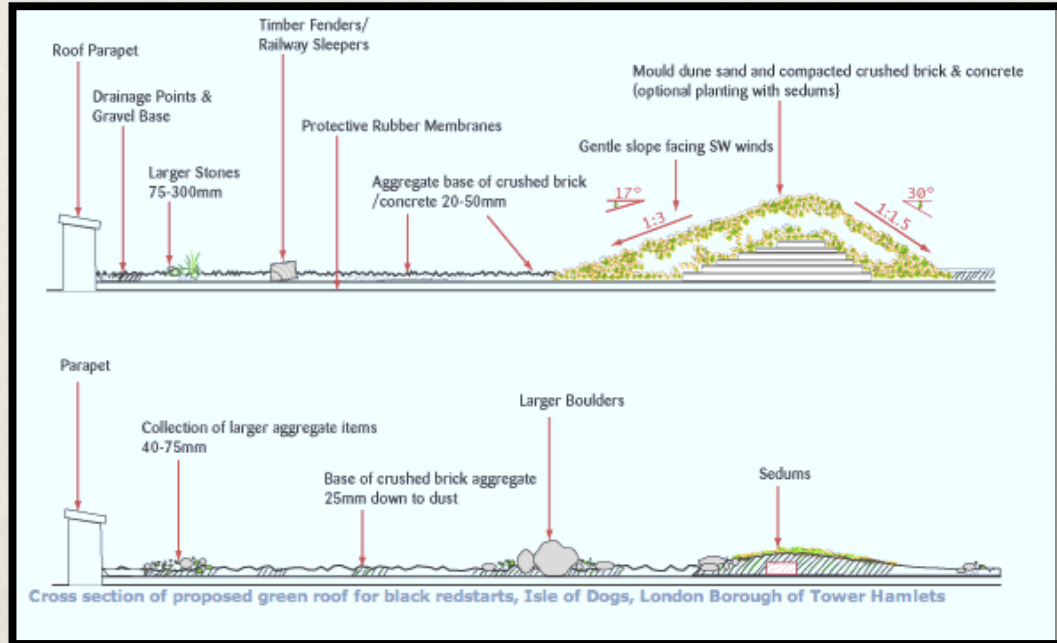 Timber Fenders/
Railway Sleepers
Roof Parapet
Mould dune sand and compacted crushed brick & concrete
(optional planting with sedums}
Drainage Points &
Gravel Base
Protective Rubber Membranes
Gentle slope facing SW winds
Larger Stones
75-300mm
Aggregate base of crushed brick
/concrete 20-50mm
17°
30°
1:3
1:1.5
Parapet
Larger Boulders
Collection of larger aggregate items
40-75mm
Base of crushed brick aggregate
25mm down to dust
Sedums
Cross section of proposed green roof for black redstarts, Isle of Dogs, London Borough of Tower Hamlets